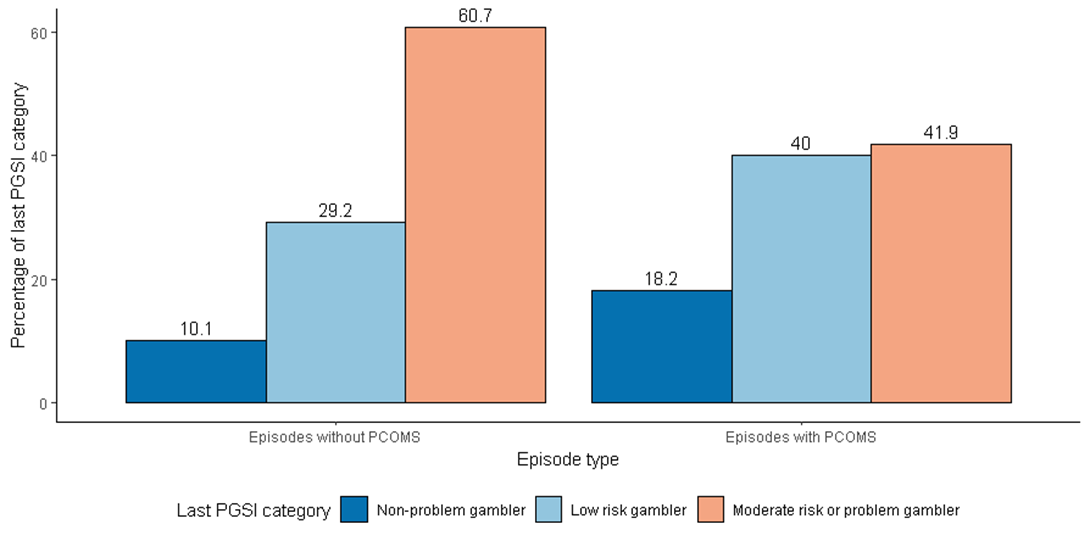 Percentage of last PGSI category
60
40
20
0
10.1
29.2
60.7
18.2
40
41.9
Episodes without PCOMS
Episodes with PCOMS
Episode type
Last PGSI category
Non-problem gambler
Low risk gambler
Moderate risk or problem gambler